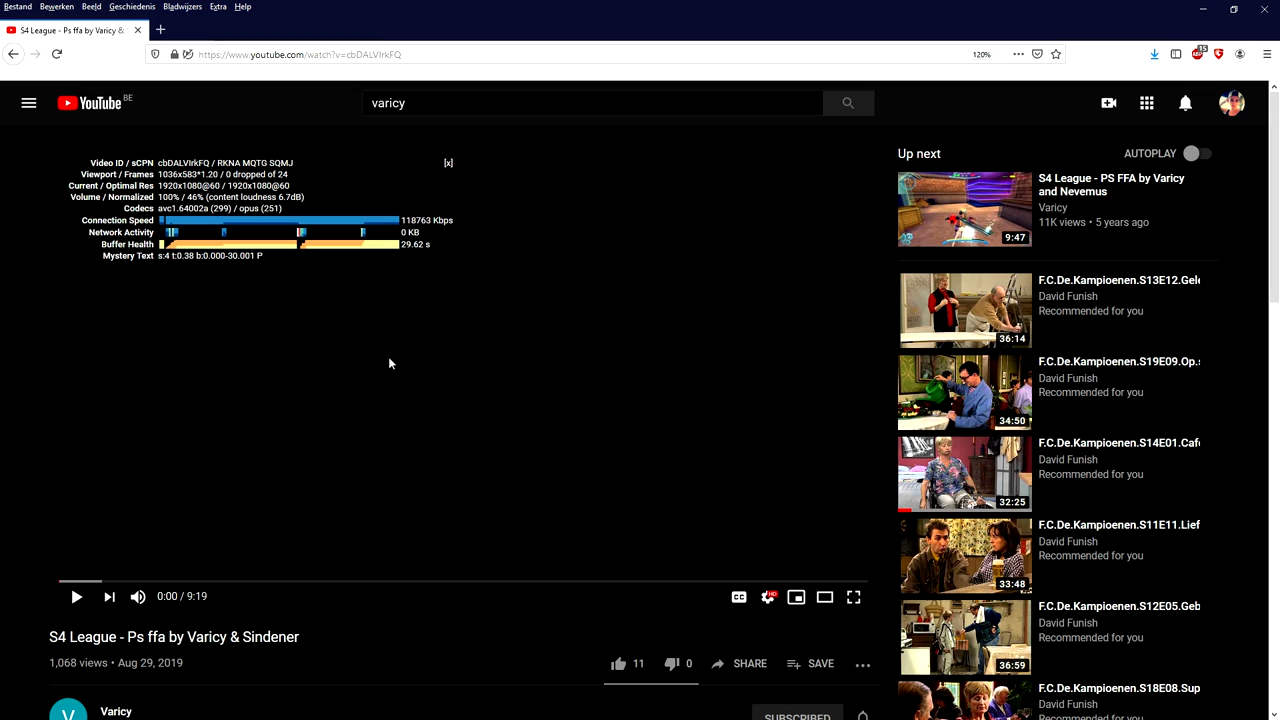 Bestand Bewerken Beeld Geschiedenis Bladwijzers Extra Help
S4 League - Ps ffa by Varicy &
https://www.youtube.com/watch?v=cbDALVIrkFQ
120%
YouTube BE
varicy
Video ID / sCPN cbDALVIrkFQ / RKNA MQTG SQMJ [x]
Viewport / Frames 1036x583*1.20 / 0 dropped of 24
Current / Optimal Res 1920x1080@60 / 1920x1080@60
Volume / Normalized 100% / 46% (content loudness 6.7dB)
Codecs avc1.64002a (299) / opus (251)
Connection Speed 118763 Kbps
Network Activity 0 KB
Buffer Health 29.62 s
Mystery Text s:4 t:0.38 b:0.000-30.001 P
0:00 / 9:19
CC HD
S4 League - Ps ffa by Varicy & Sindener
1,068 views • Aug 29, 2019
11 0 SHARE SAVE
V Varicy
SUBSCRIBED
Up next AUTOPLAY
S4 League - PS FFA by Varicy
and Nevemus
Varicy
11K views • 5 years ago
9:47
F.C.De.Kampioenen.S13E12.Gele
David Funish
Recommended for you
36:14
F.C.De.Kampioenen.S19E09.Op.s
David Funish
Recommended for you
34:50
F.C.De.Kampioenen.S14E01.Café
David Funish
Recommended for you
32:25
F.C.De.Kampioenen.S11E11.Lief
David Funish
Recommended for you
33:48
F.C.De.Kampioenen.S12E05.Geb
David Funish
Recommended for you
36:59
F.C.De.Kampioenen.S18E08.Sup
David Funish